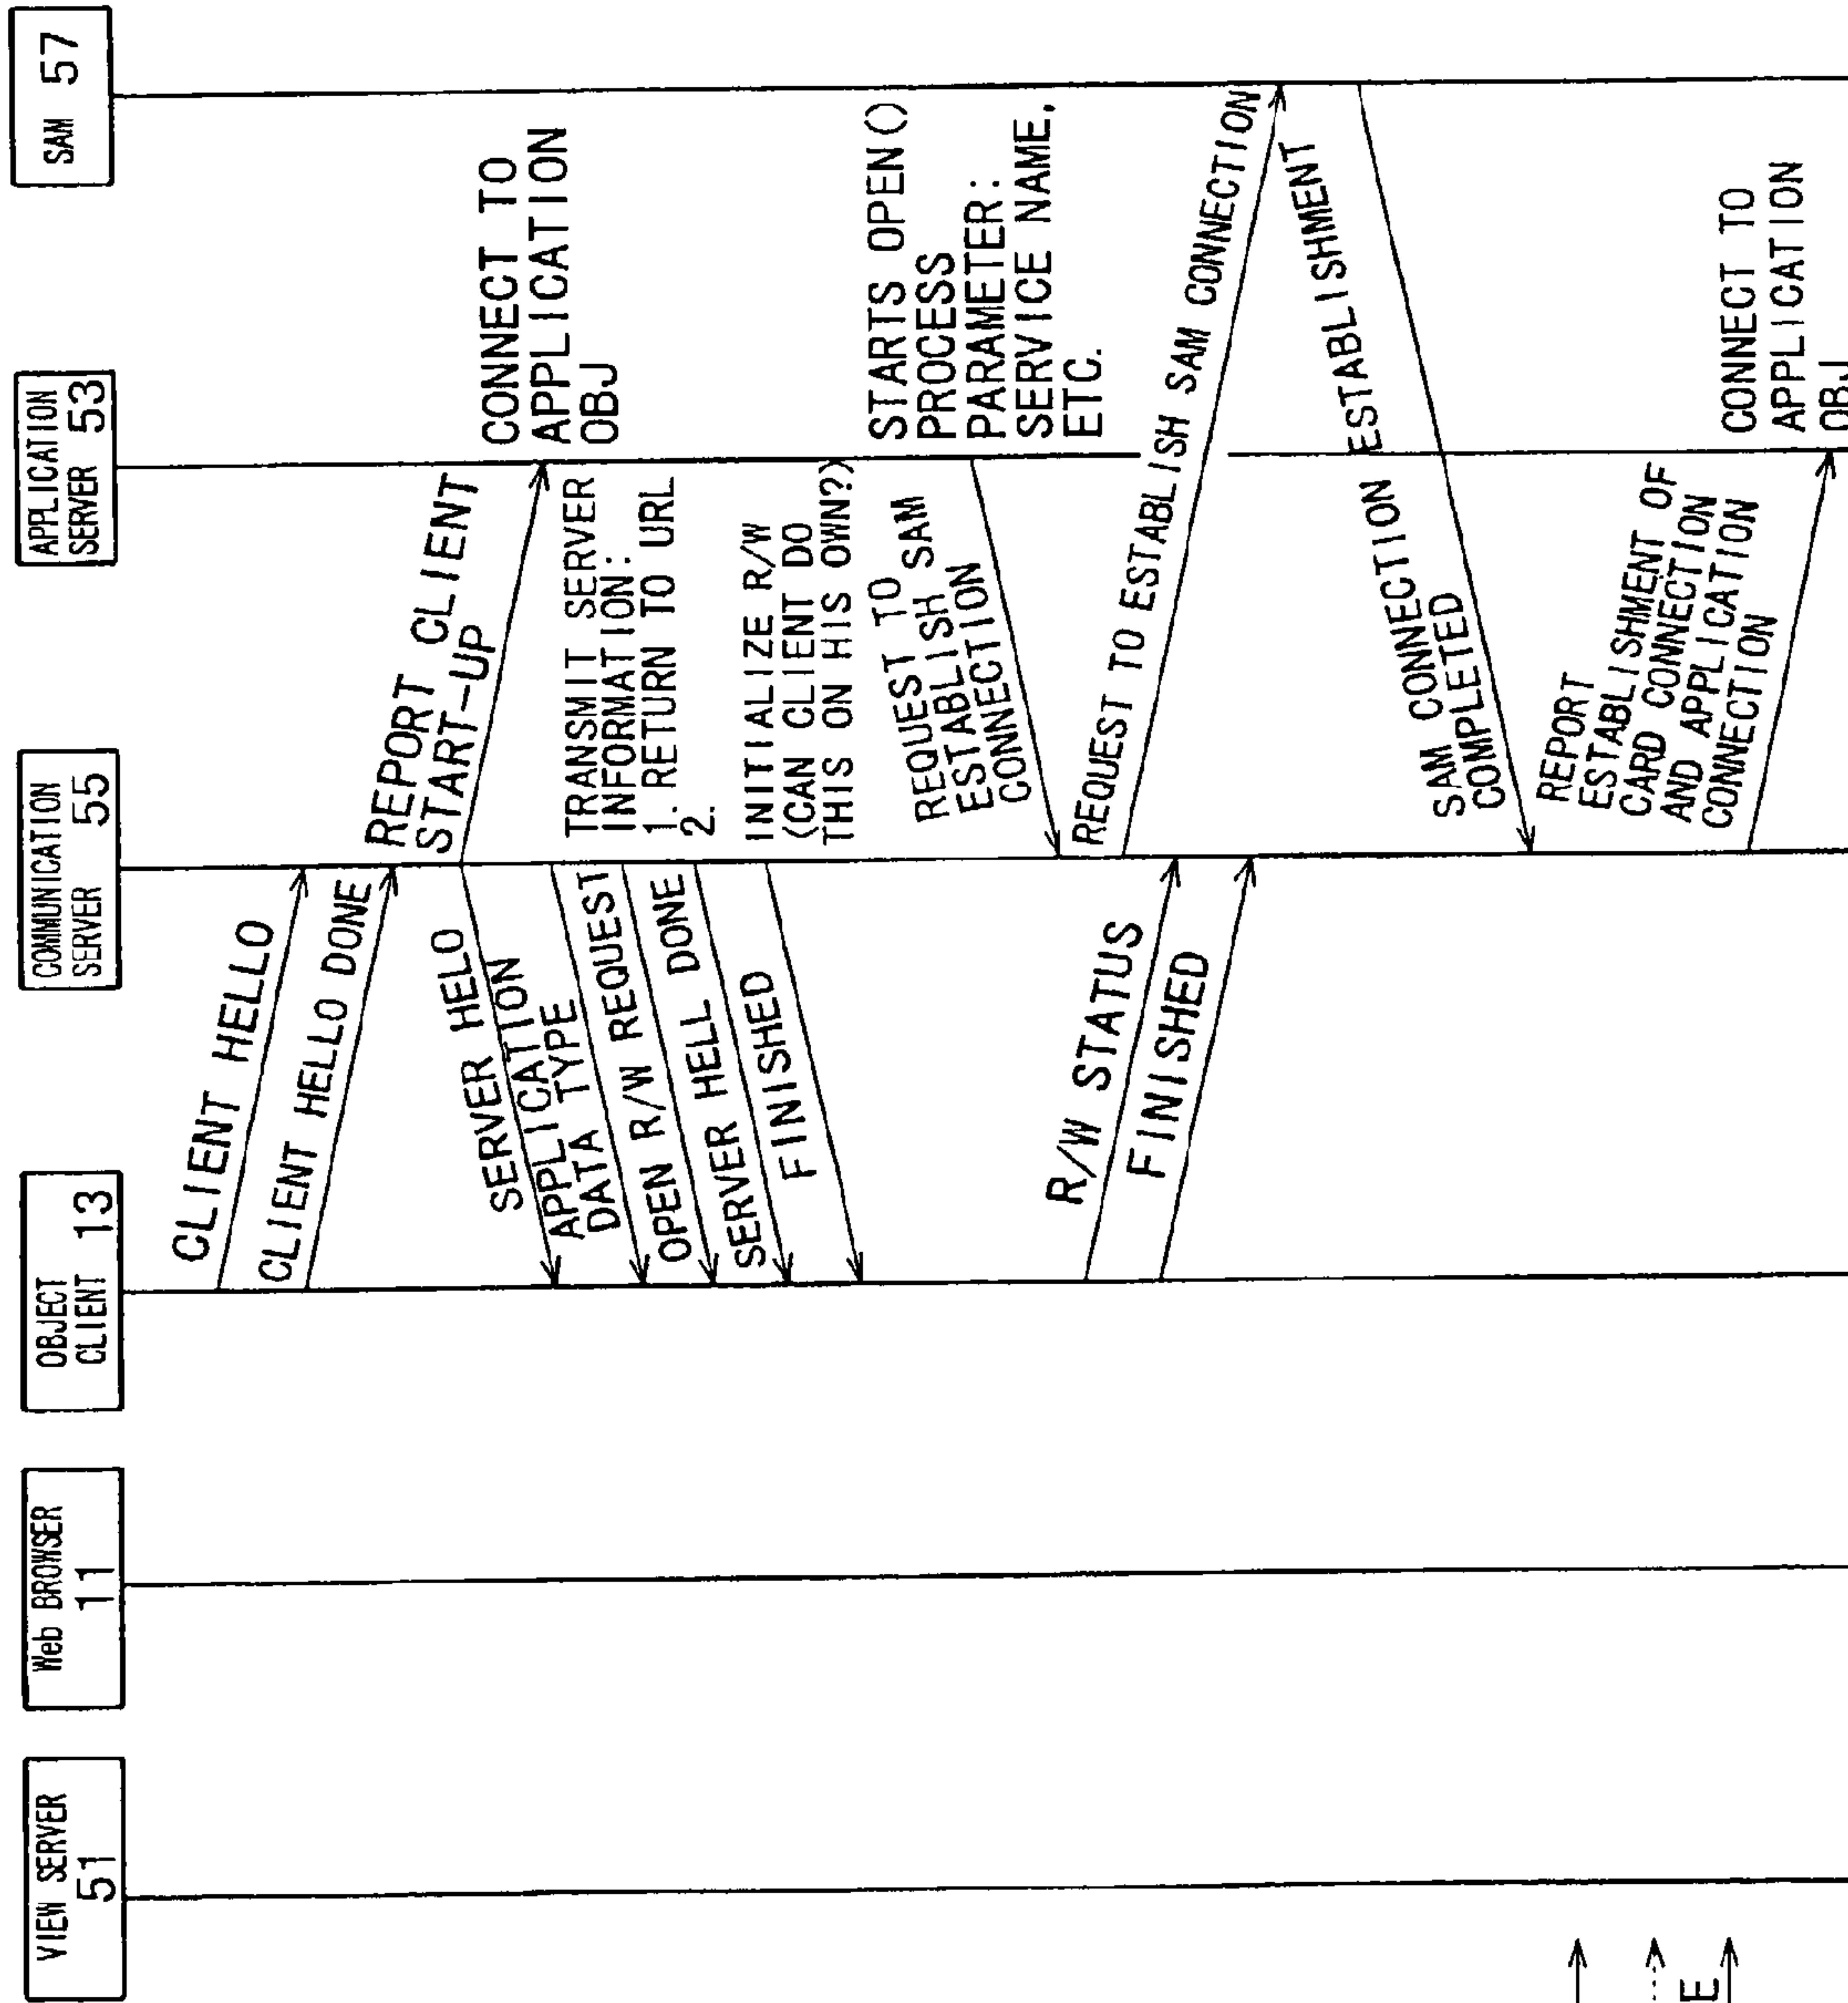 VIEW SERVER
51
Web BROWSER
11
OBJECT
CLIENT 13
COMMUNICATION
SERVER 55
APPLICATION
SERVER 53
SAM 57
CLIENT HELLO
CLIENT HELLO DONE
REPORT CLIENT
START-UP
CONNECT TO
APPLICATION
OBJ
SERVER HELO
APPLICATION
DATA TYPE
OPEN R/W REQUEST
SERVER HELL DONE
FINISHED
TRANSMIT SERVER
INFORMATION:
1. RETURN TO URL
2.
INITIALIZE R/W
(CAN CLIENT DO
THIS ON HIS OWN?)
STARTS OPEN()
PROCESS
PARAMETER:
SERVICE NAME,
ETC.
REQUEST TO
ESTABLISH SAM
CONNECTION
REQUEST TO ESTABLISH SAM CONNECTION
R/W STATUS
FINISHED
SAM CONNECTION ESTABLISHMENT
COMPLETED
REPORT
ESTABLISHMENT OF
CARD CONNECTION
AND APPLICATION
CONNECTION
CONNECT TO
APPLICATION
OBJ
E